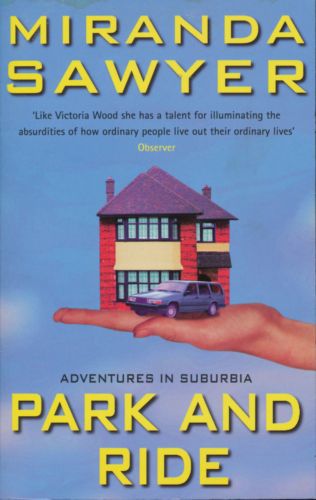 MIRANDA
SAWYER
'Like Victoria Wood she has a talent for illuminating the
absurdities of how ordinary people live out their ordinary lives'
Observer
ADVENTURES IN SUBURBIA
PARK AND
RIDE